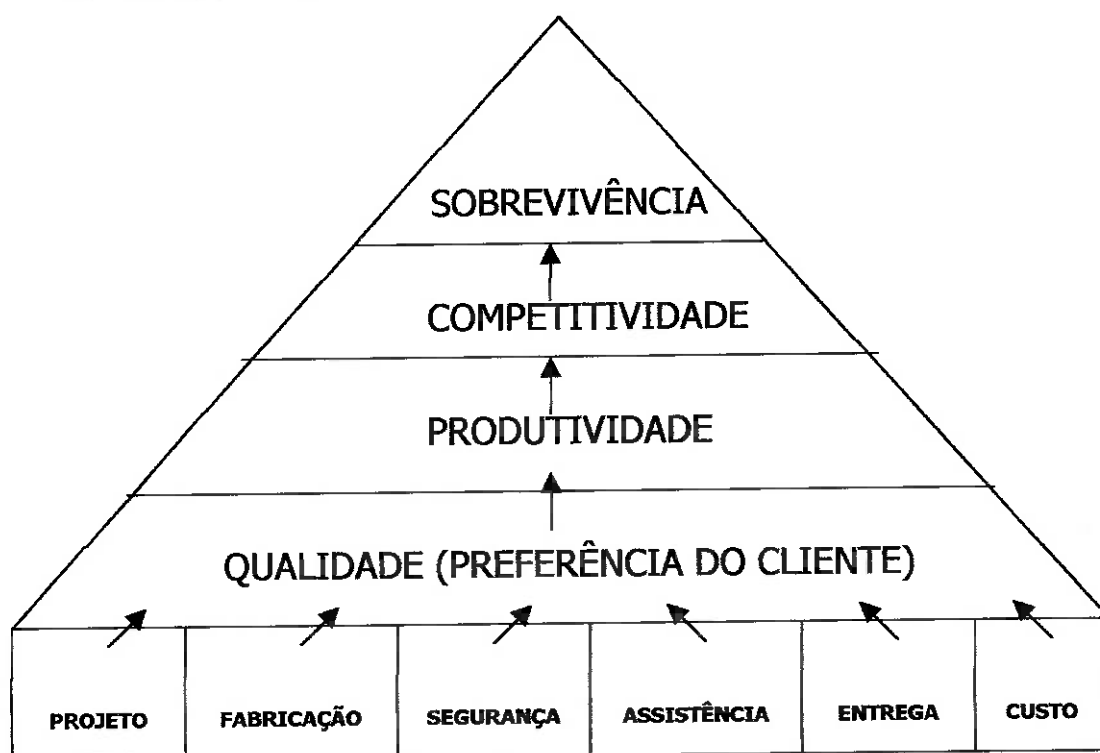 SOBREVIVÊNCIA
COMPETITIVIDADE
PRODUTIVIDADE
QUALIDADE (PREFERÊNCIA DO CLIENTE)
PROJETO FABRICAÇÃO SEGURANÇA ASSISTÊNCIA ENTREGA CUSTO